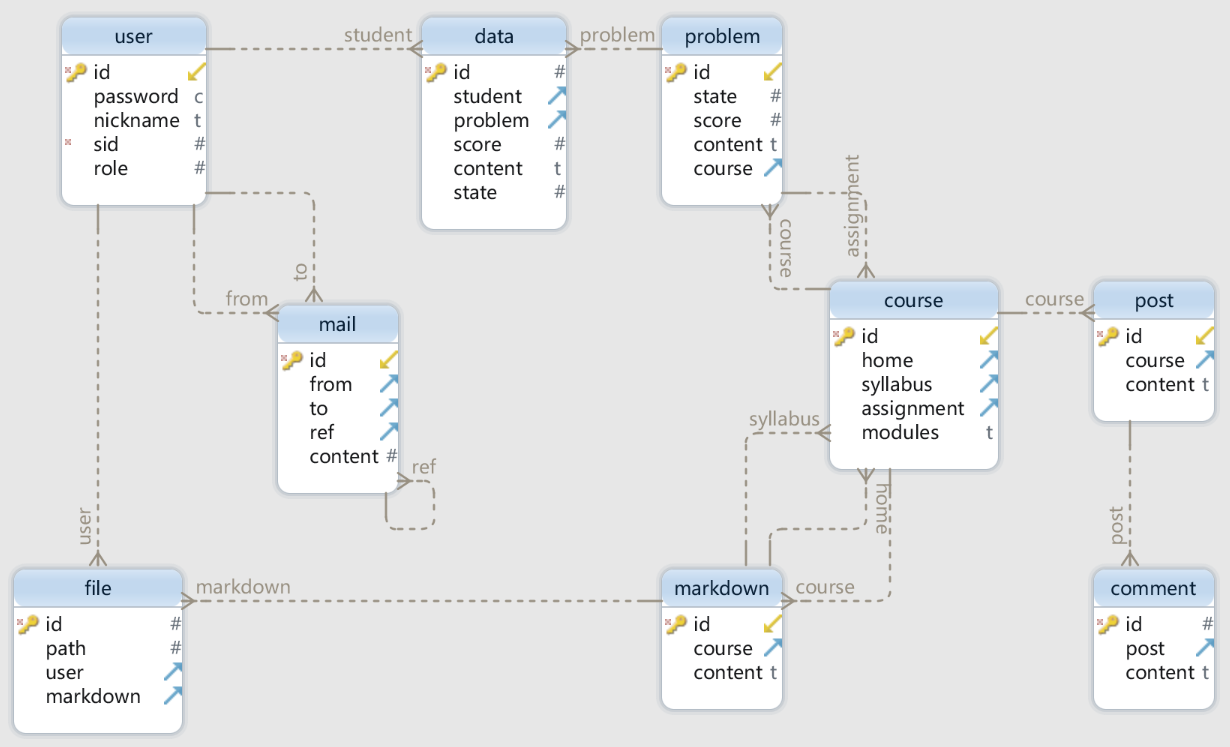 user
id
password c
nickname t
sid #
role #
student
data
id #
student
problem
score #
content t
state #
problem
problem
id
state #
score #
content t
course
assignment
course
to
from
mail
id
from
to
ref
content #
ref
course
id
home
syllabus
assignment
modules t
course
post
id
course
content t
syllabus
home
user
post
file
id #
path #
user
markdown
markdown
markdown
id
course
content t
course
comment
id #
post
content t